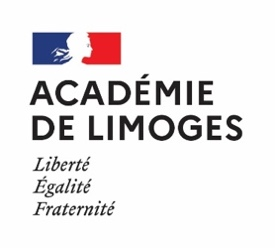 ACADÉMIE
DE LIMOGES
Liberté
Égalité
Fraternité